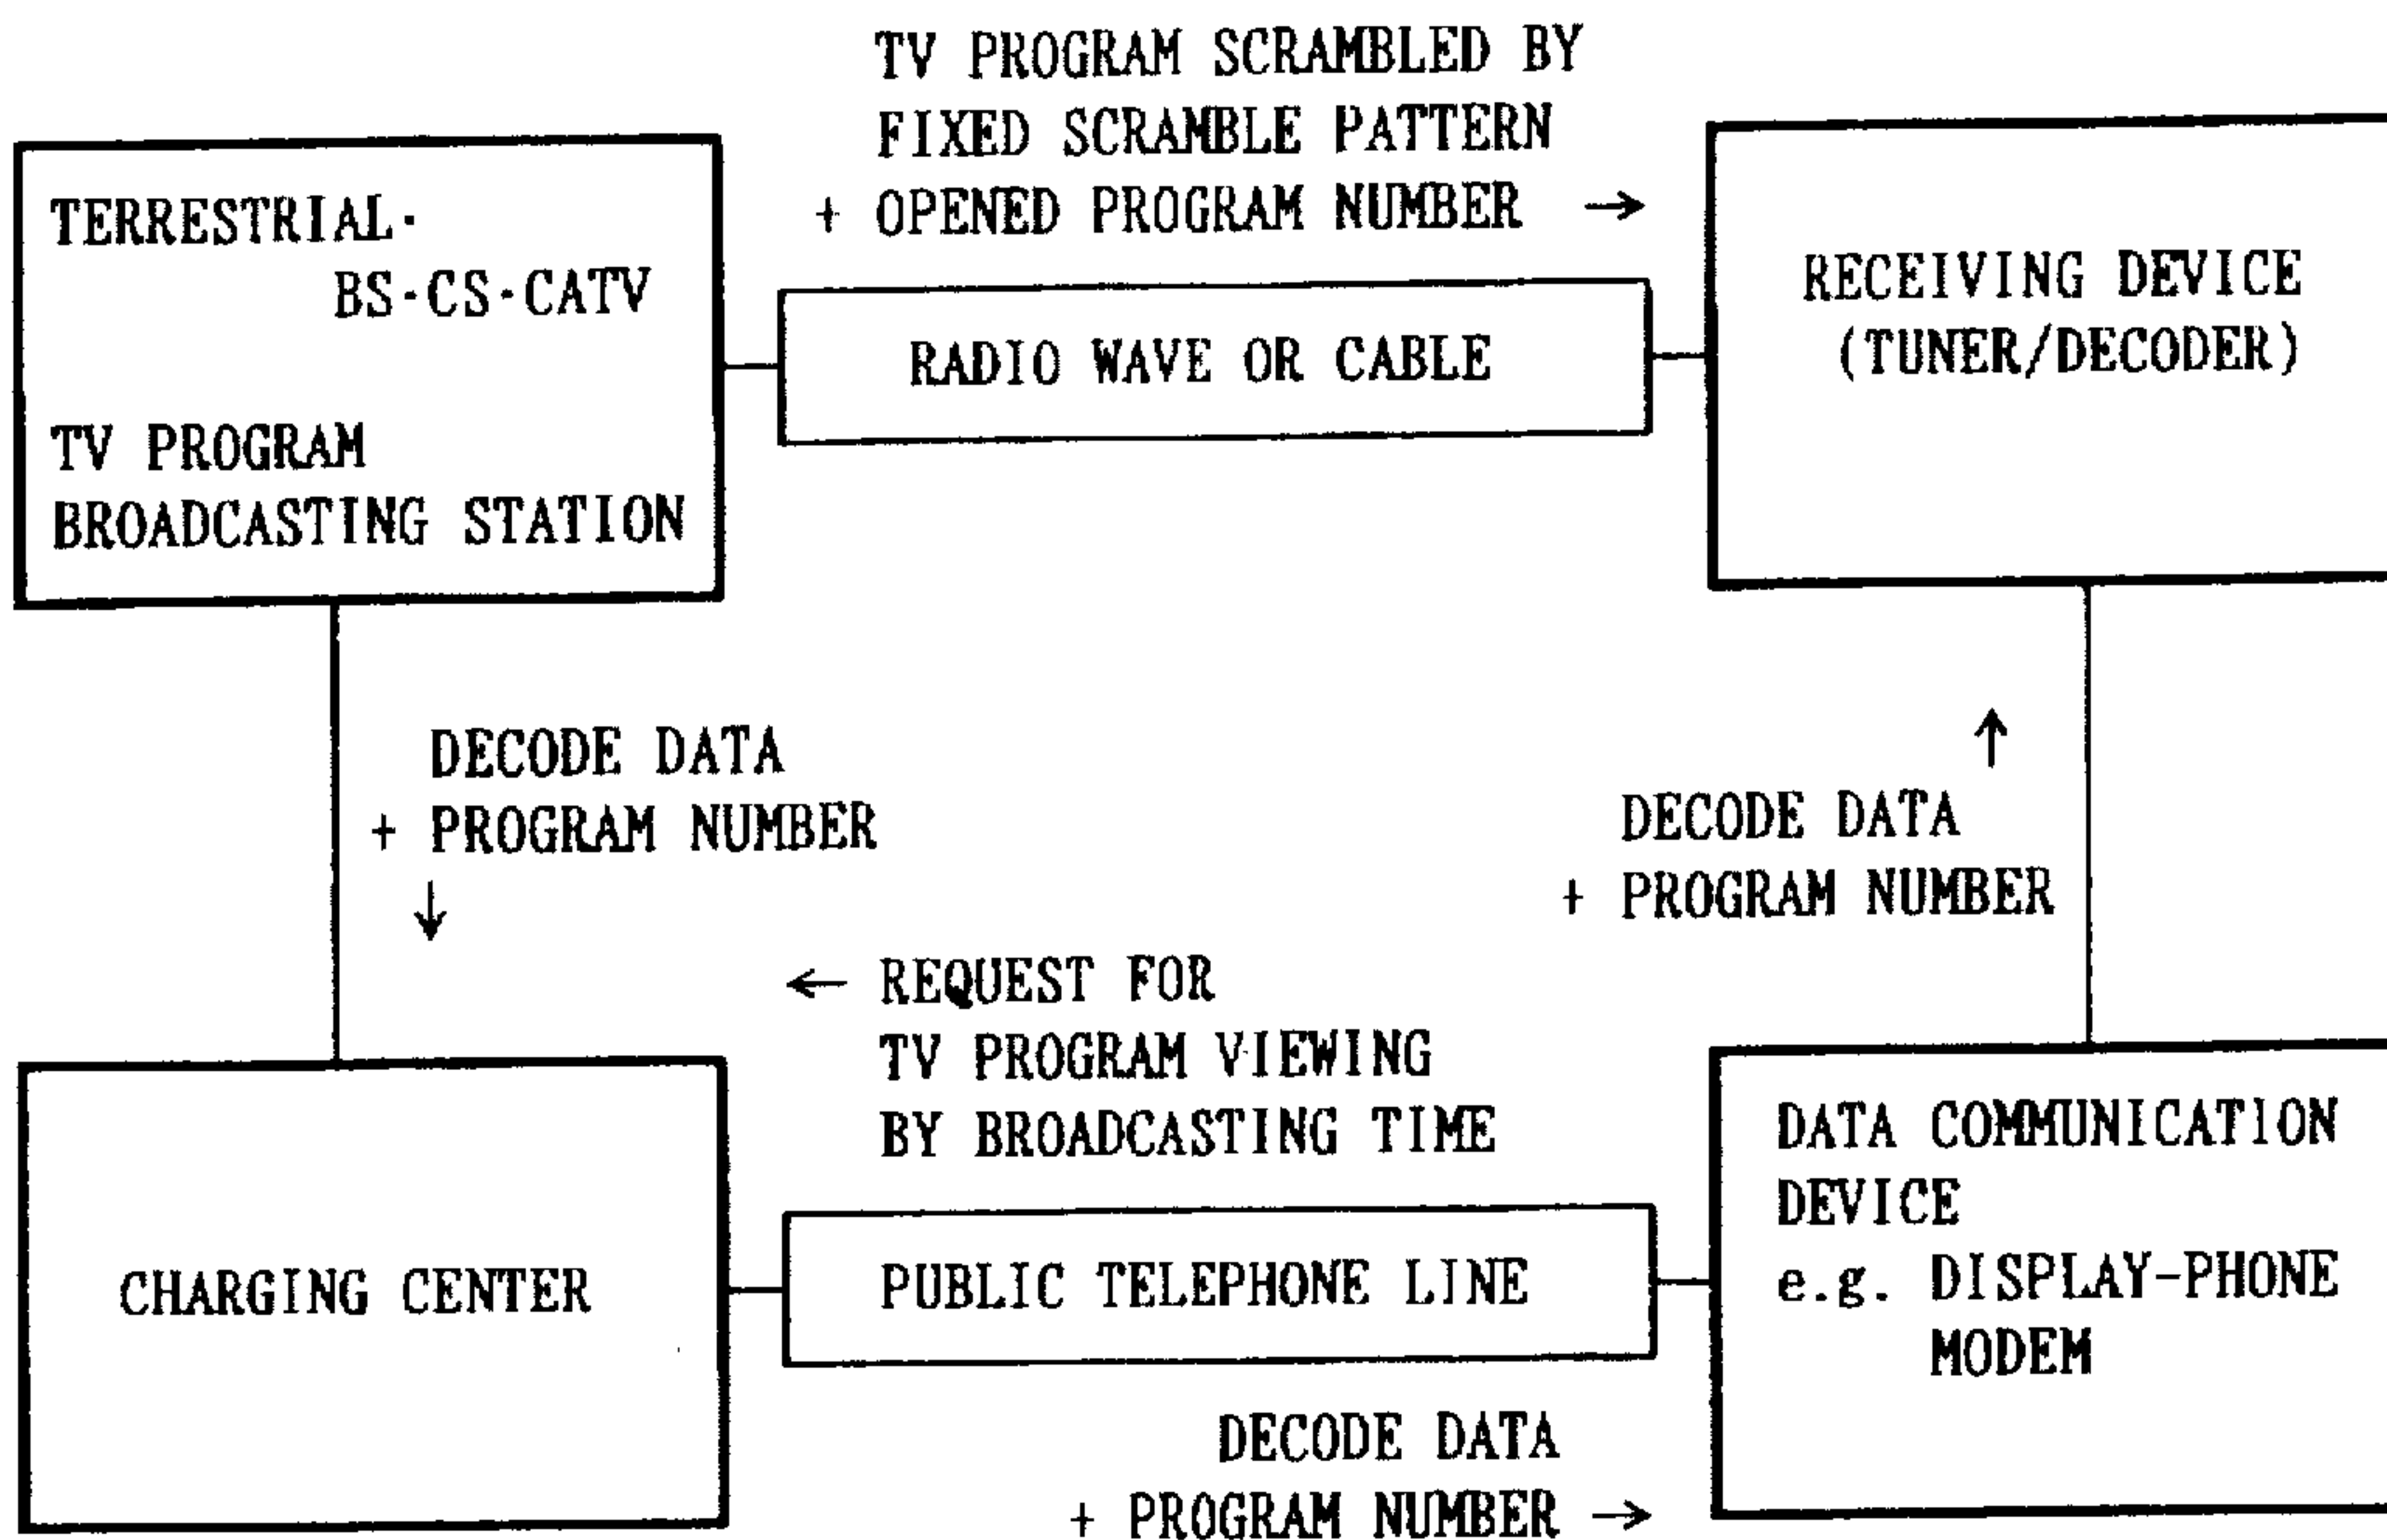 TV PROGRAM SCRAMBLED BY
FIXED SCRAMBLE PATTERN
+ OPENED PROGRAM NUMBER →
TERRESTRIAL·
BS·CS·CATV
TV PROGRAM
BROADCASTING STATION
RADIO WAVE OR CABLE
RECEIVING DEVICE
(TUNER/DECODER)
DECODE DATA
+ PROGRAM NUMBER
↓
↑
DECODE DATA
+ PROGRAM NUMBER
← REQUEST FOR
TV PROGRAM VIEWING
BY BROADCASTING TIME
CHARGING CENTER
PUBLIC TELEPHONE LINE
DATA COMMUNICATION
DEVICE
e.g. DISPLAY-PHONE
MODEM
DECODE DATA
+ PROGRAM NUMBER →